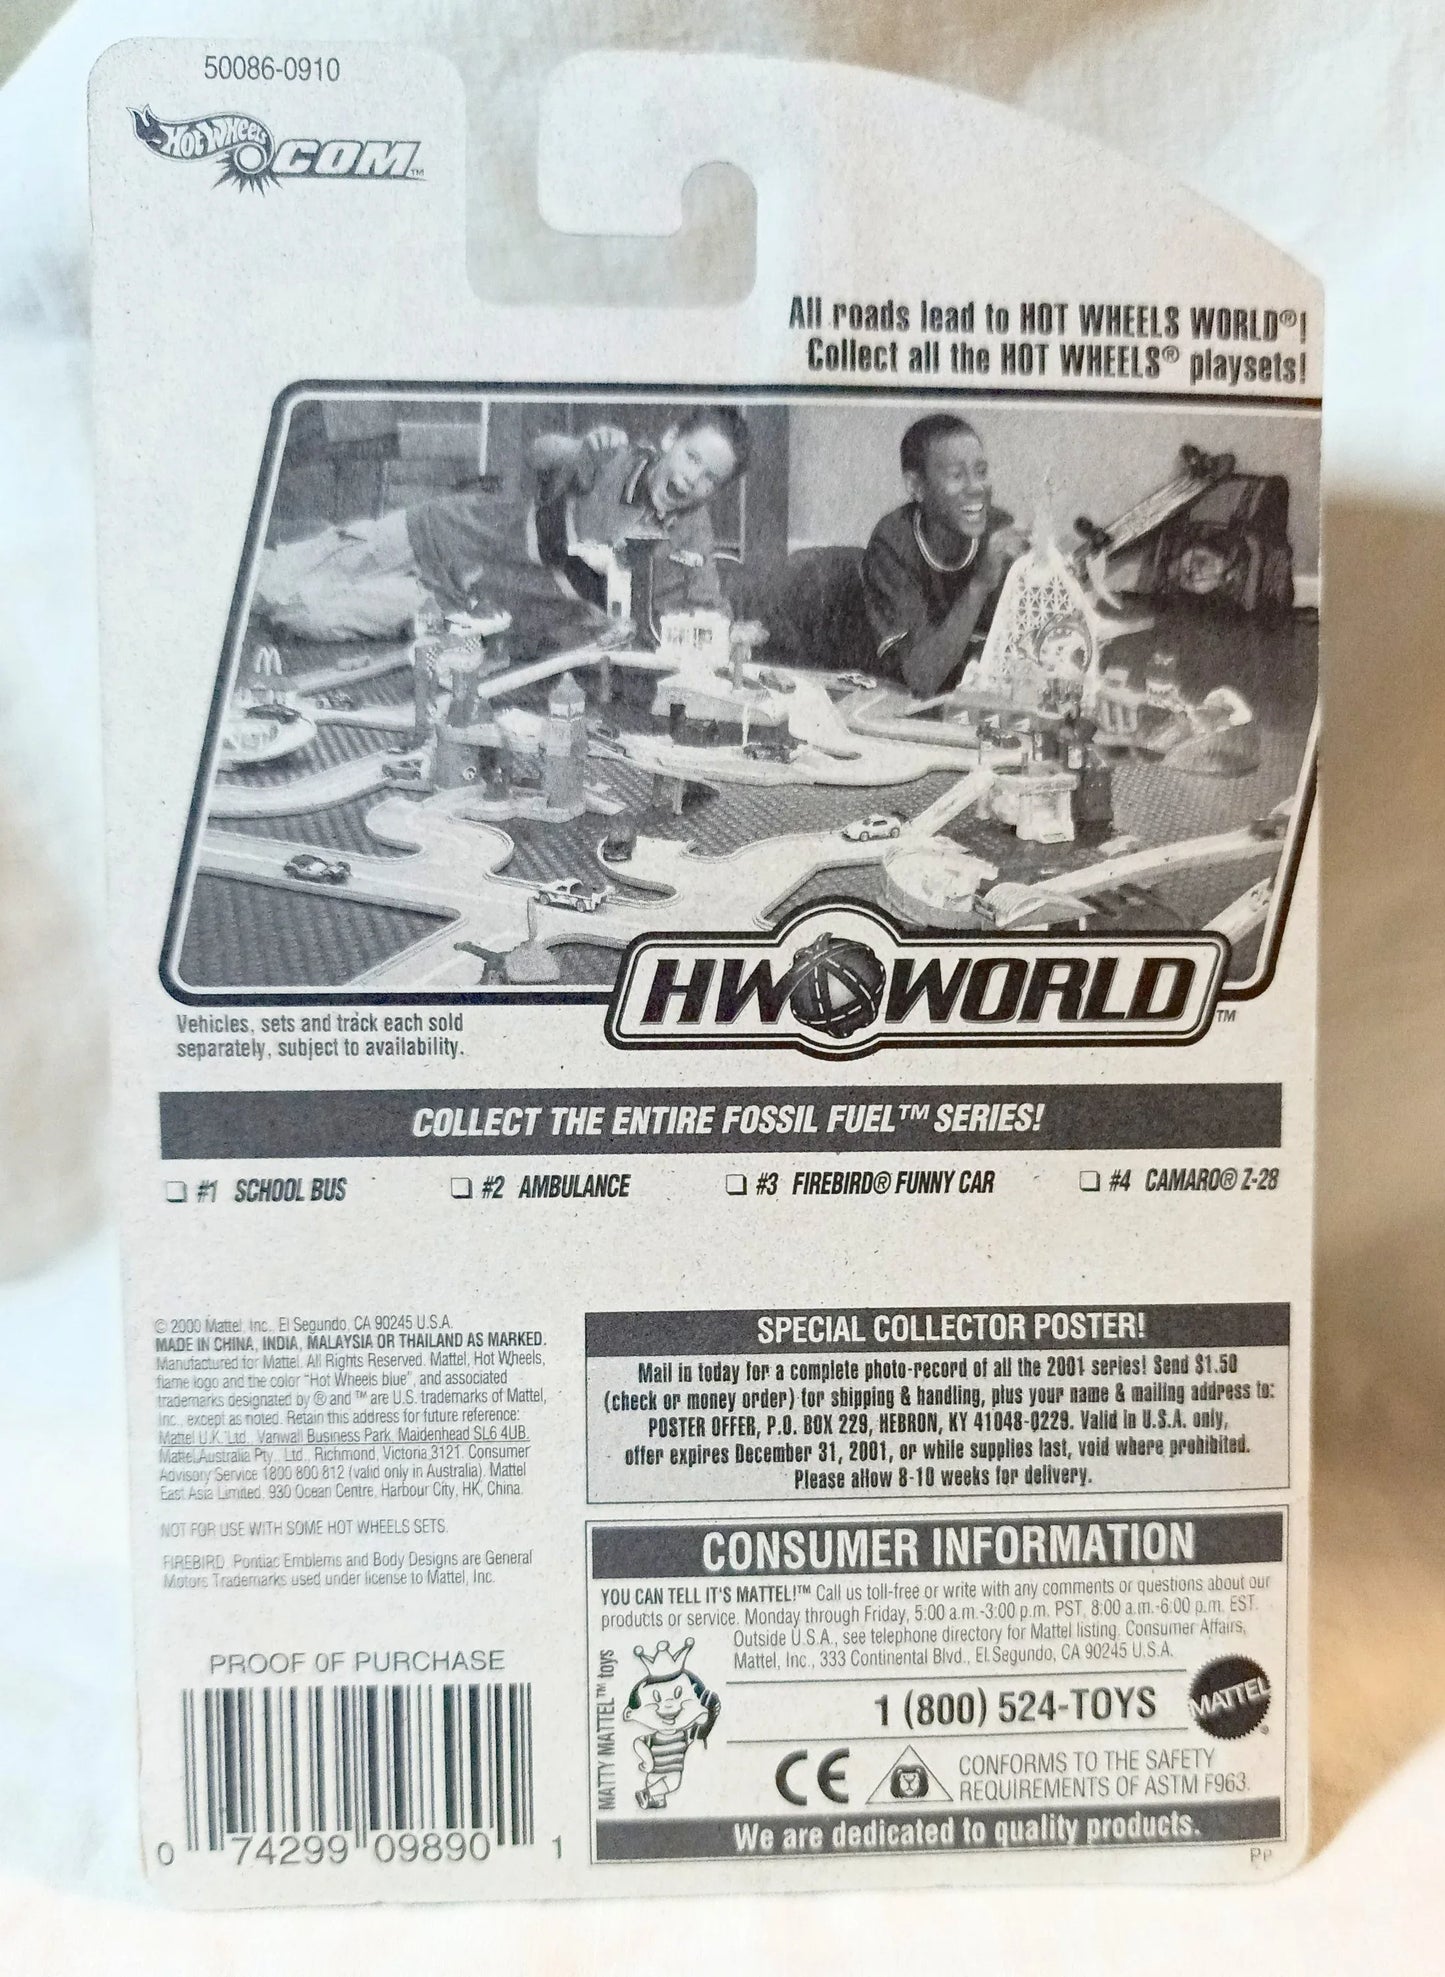 50086-0910
HOT WHEELS .COM™
All roads lead to HOT WHEELS WORLD®!
Collect all the HOT WHEELS® playsets!
HW WORLD™
Vehicles, sets and track each sold
separately, subject to availability.
COLLECT THE ENTIRE FOSSIL FUEL™ SERIES!
❏ #1 SCHOOL BUS ❏ #2 AMBULANCE ❏ #3 FIREBIRD® FUNNY CAR ❏ #4 CAMARO® Z-28
© 2000 Mattel, Inc., El Segundo, CA 90245 U.S.A.
MADE IN CHINA, INDIA, MALAYSIA OR THAILAND AS MARKED.
Manufactured for Mattel. All Rights Reserved. Mattel, Hot Wheels,
flame logo and the color "Hot Wheels blue", and associated
trademarks designated by ® and ™ are U.S. trademarks of Mattel,
Inc., except as noted. Retain this address for future reference:
Mattel U.K. Ltd., Vanwall Business Park, Maidenhead SL6 4UB.
Mattel Australia Pty., Ltd., Richmond, Victoria 3121. Consumer
Advisory Service 1800 800 812 (valid only in Australia). Mattel
East Asia Limited, 930 Ocean Centre, Harbour City, HK, China.
NOT FOR USE WITH SOME HOT WHEELS SETS.
FIREBIRD, Pontiac Emblems and Body Designs are General
Motors Trademarks used under license to Mattel, Inc.
PROOF OF PURCHASE
0 74299 09890 1
SPECIAL COLLECTOR POSTER!
Mail in today for a complete photo-record of all the 2001 series! Send $1.50
(check or money order) for shipping & handling, plus your name & mailing address to:
POSTER OFFER, P.O. BOX 229, HEBRON, KY 41048-0229. Valid in U.S.A. only,
offer expires December 31, 2001, or while supplies last, void where prohibited.
Please allow 8-10 weeks for delivery.
CONSUMER INFORMATION
YOU CAN TELL IT'S MATTEL!™ Call us toll-free or write with any comments or questions about our
products or service. Monday through Friday, 5:00 a.m.-3:00 p.m. PST, 8:00 a.m.-6:00 p.m. EST.
Outside U.S.A., see telephone directory for Mattel listing. Consumer Affairs,
Mattel, Inc., 333 Continental Blvd., El Segundo, CA 90245 U.S.A.
MATTY MATTEL™ toys
1 (800) 524-TOYS
MATTEL®
CE
CONFORMS TO THE SAFETY
REQUIREMENTS OF ASTM F963.
We are dedicated to quality products.
Pp